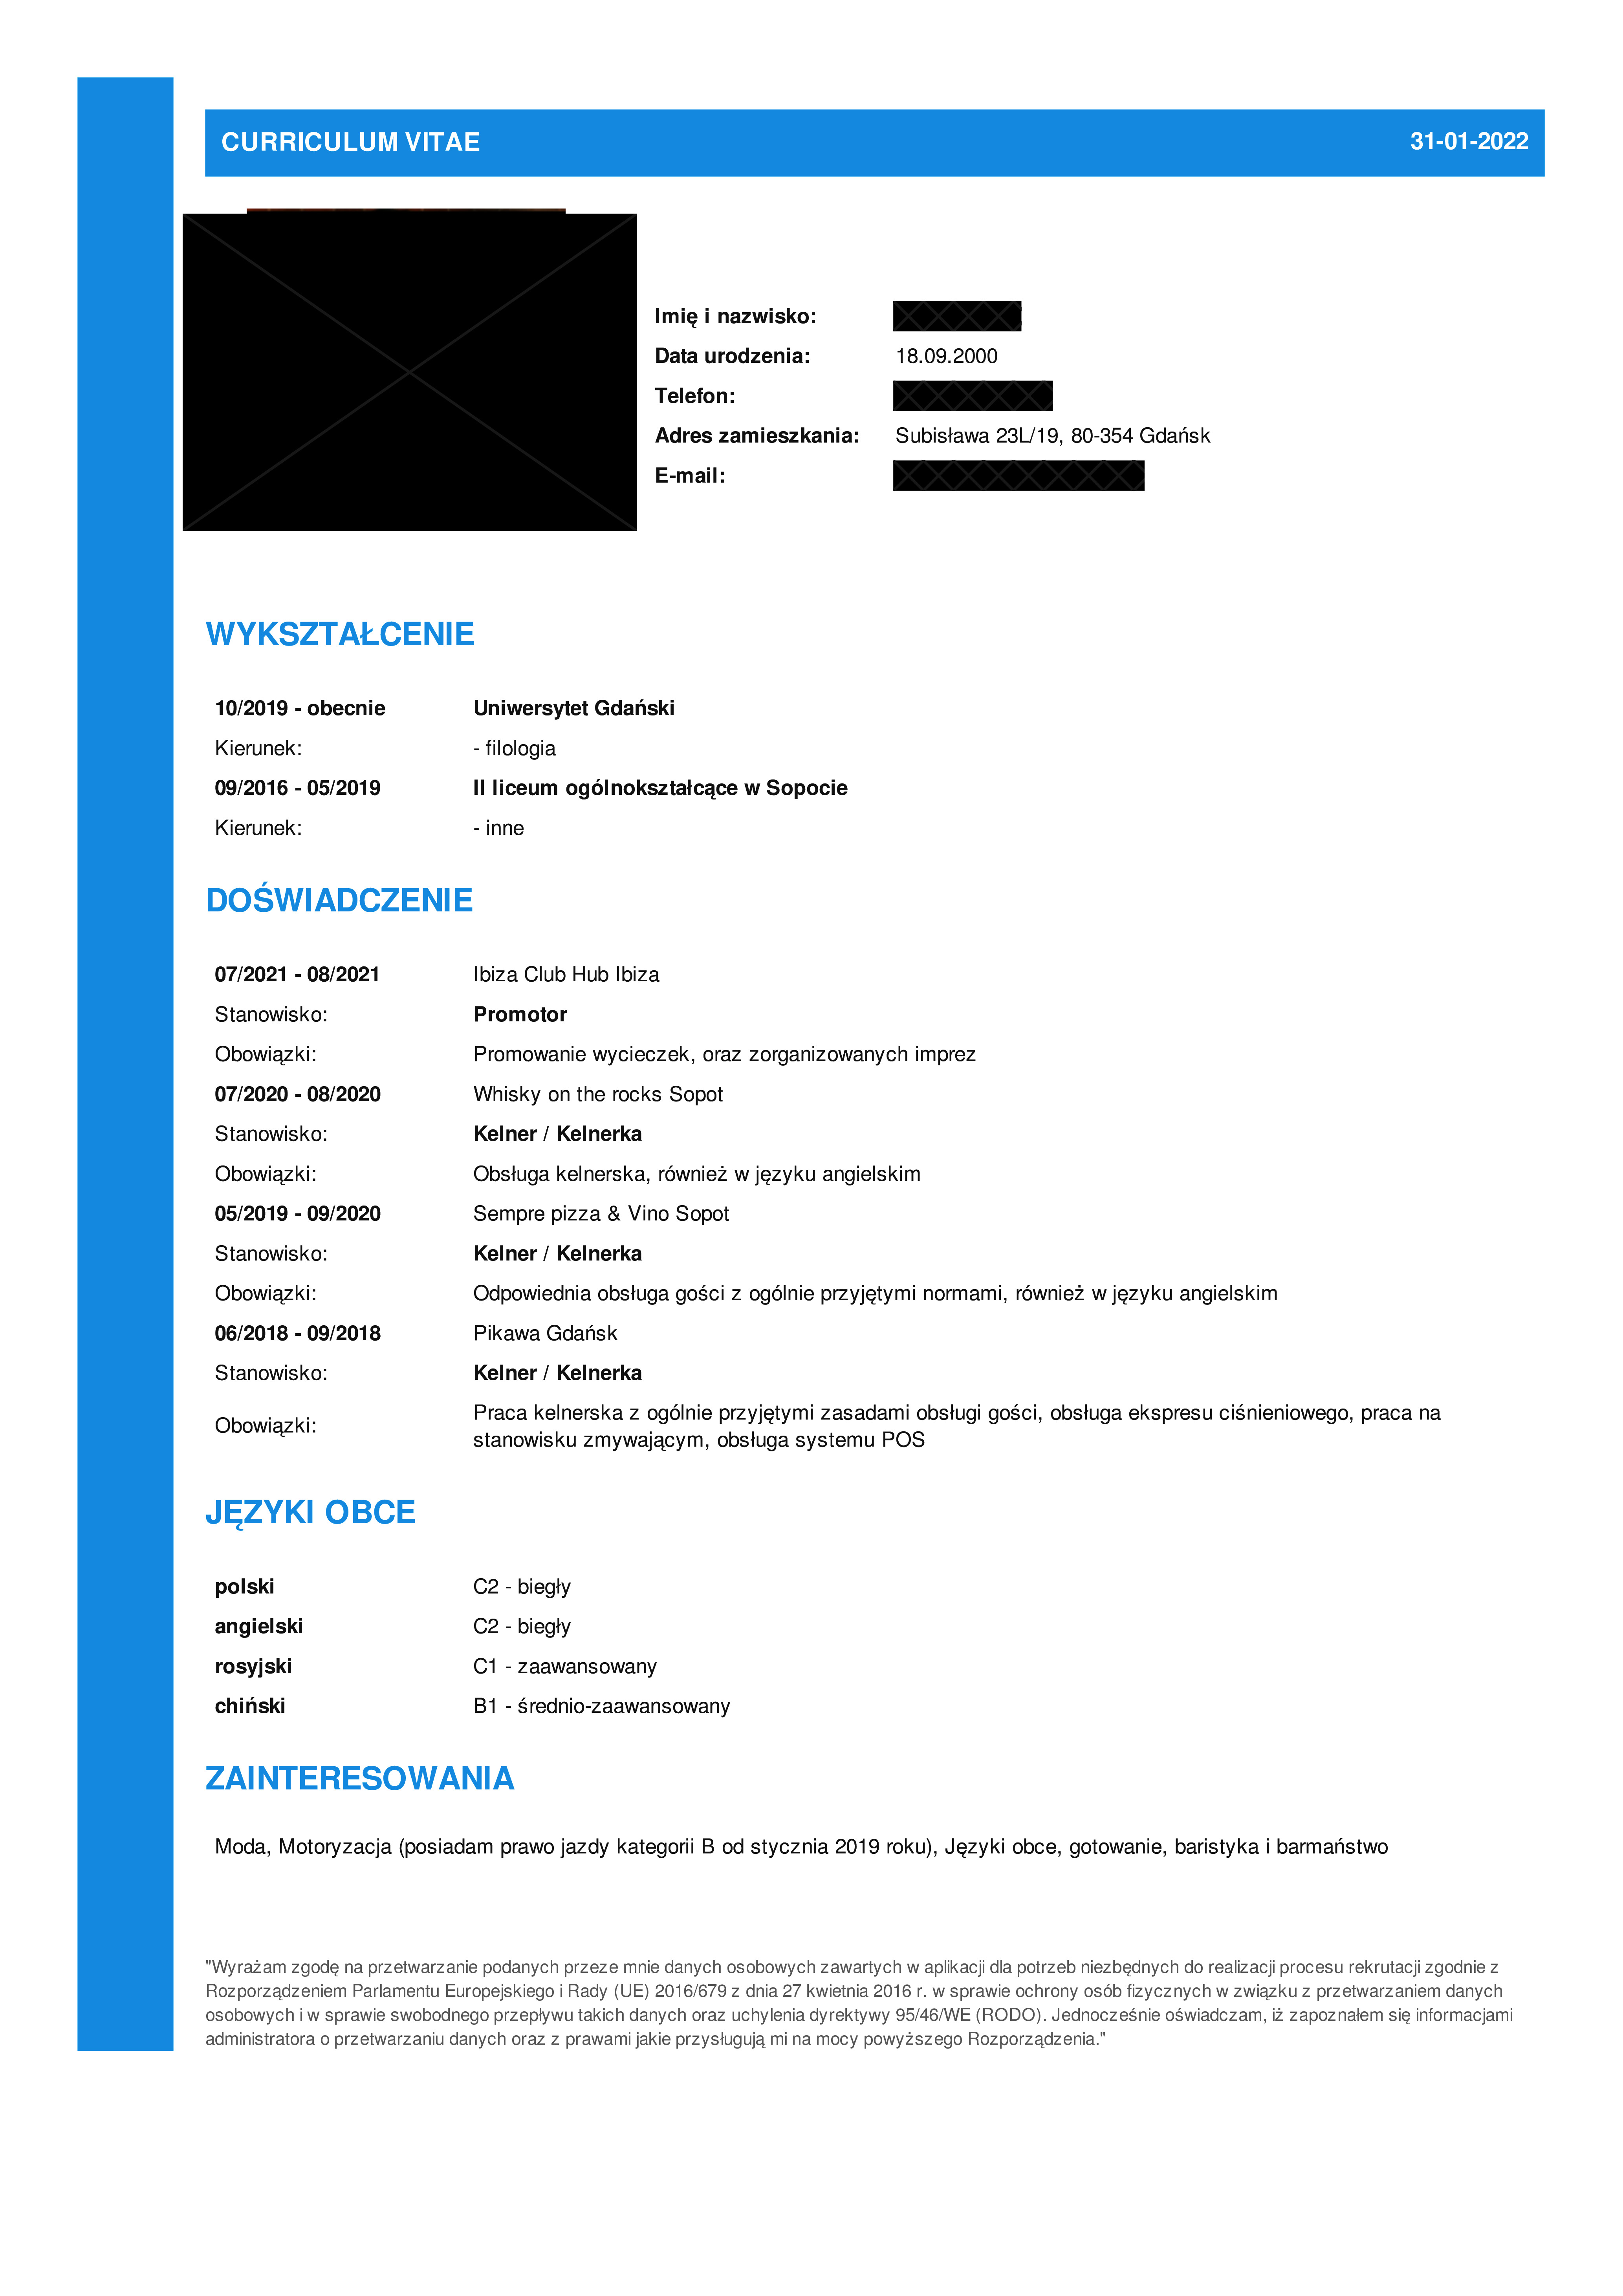 CURRICULUM VITAE 31-01-2022
Imię i nazwisko:
Data urodzenia: 18.09.2000
Telefon:
Adres zamieszkania: Subisława 23L/19, 80-354 Gdańsk
E-mail:
WYKSZTAŁCENIE
10/2019 - obecnie Uniwersytet Gdański
Kierunek: - filologia
09/2016 - 05/2019 II liceum ogólnokształcące w Sopocie
Kierunek: - inne
DOŚWIADCZENIE
07/2021 - 08/2021 Ibiza Club Hub Ibiza
Stanowisko: Promotor
Obowiązki: Promowanie wycieczek, oraz zorganizowanych imprez
07/2020 - 08/2020 Whisky on the rocks Sopot
Stanowisko: Kelner / Kelnerka
Obowiązki: Obsługa kelnerska, również w języku angielskim
05/2019 - 09/2020 Sempre pizza & Vino Sopot
Stanowisko: Kelner / Kelnerka
Obowiązki: Odpowiednia obsługa gości z ogólnie przyjętymi normami, również w języku angielskim
06/2018 - 09/2018 Pikawa Gdańsk
Stanowisko: Kelner / Kelnerka
Obowiązki: Praca kelnerska z ogólnie przyjętymi zasadami obsługi gości, obsługa ekspresu ciśnieniowego, praca na
stanowisku zmywającym, obsługa systemu POS
JĘZYKI OBCE
polski C2 - biegły
angielski C2 - biegły
rosyjski C1 - zaawansowany
chiński B1 - średnio-zaawansowany
ZAINTERESOWANIA
Moda, Motoryzacja (posiadam prawo jazdy kategorii B od stycznia 2019 roku), Języki obce, gotowanie, baristyka i barmaństwo
"Wyrażam zgodę na przetwarzanie podanych przeze mnie danych osobowych zawartych w aplikacji dla potrzeb niezbędnych do realizacji procesu rekrutacji zgodnie z
Rozporządzeniem Parlamentu Europejskiego i Rady (UE) 2016/679 z dnia 27 kwietnia 2016 r. w sprawie ochrony osób fizycznych w związku z przetwarzaniem danych
osobowych i w sprawie swobodnego przepływu takich danych oraz uchylenia dyrektywy 95/46/WE (RODO). Jednocześnie oświadczam, iż zapoznałem się informacjami
administratora o przetwarzaniu danych oraz z prawami jakie przysługują mi na mocy powyższego Rozporządzenia."